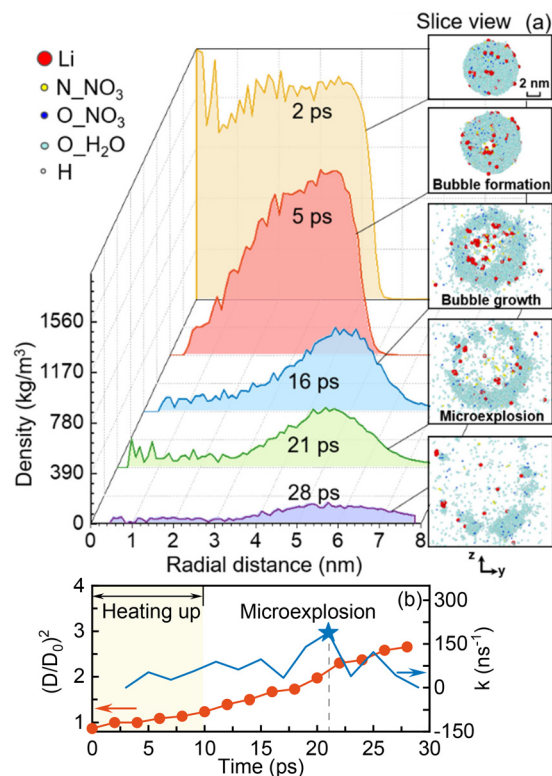 Slice view (a)
Li
N_NO₃
O_NO₃
O_H₂O
H
2 nm
2 ps
Bubble formation
5 ps
Bubble growth
16 ps
Microexplosion
21 ps
28 ps
1560
1170
780
390
0
Density (kg/m³)
0 1 2 3 4 5 6 7 8
Radial distance (nm)
z
y
(b)
Heating up Microexplosion
4
3
2
1
(D/D₀)²
300
150
0
-150
k (ns⁻¹)
0 5 10 15 20 25 30
Time (ps)